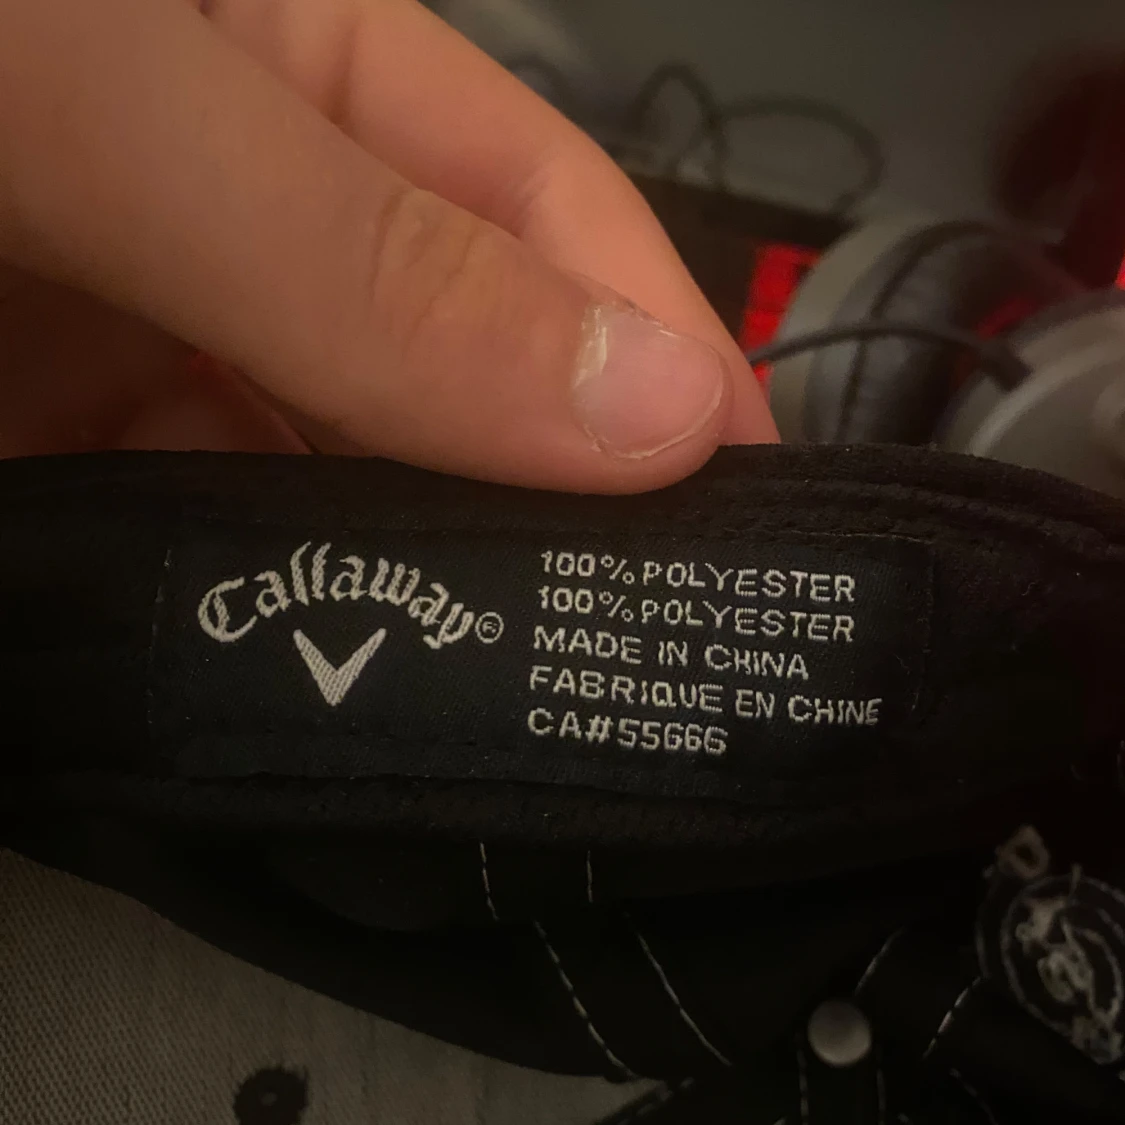 Callaway®
100% POLYESTER
100% POLYESTER
MADE IN CHINA
FABRIQUE EN CHINE
CA#55666